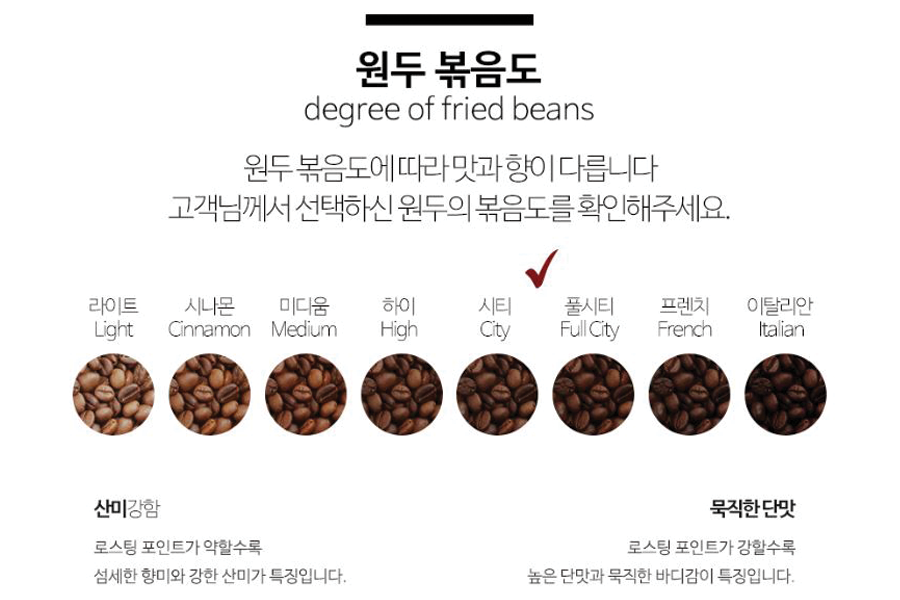 원두 볶음도
degree of fried beans
원두 볶음도에 따라 맛과 향이 다릅니다
고객님께서 선택하신 원두의 볶음도를 확인해주세요.
라이트 시나몬 미디움 하이 시티 풀시티 프렌치 이탈리안
Light Cinnamon Medium High City Full City French Italian
산미강함
로스팅 포인트가 약할수록
섬세한 향미와 강한 산미가 특징입니다.
묵직한 단맛
로스팅 포인트가 강할수록
높은 단맛과 묵직한 바디감이 특징입니다.